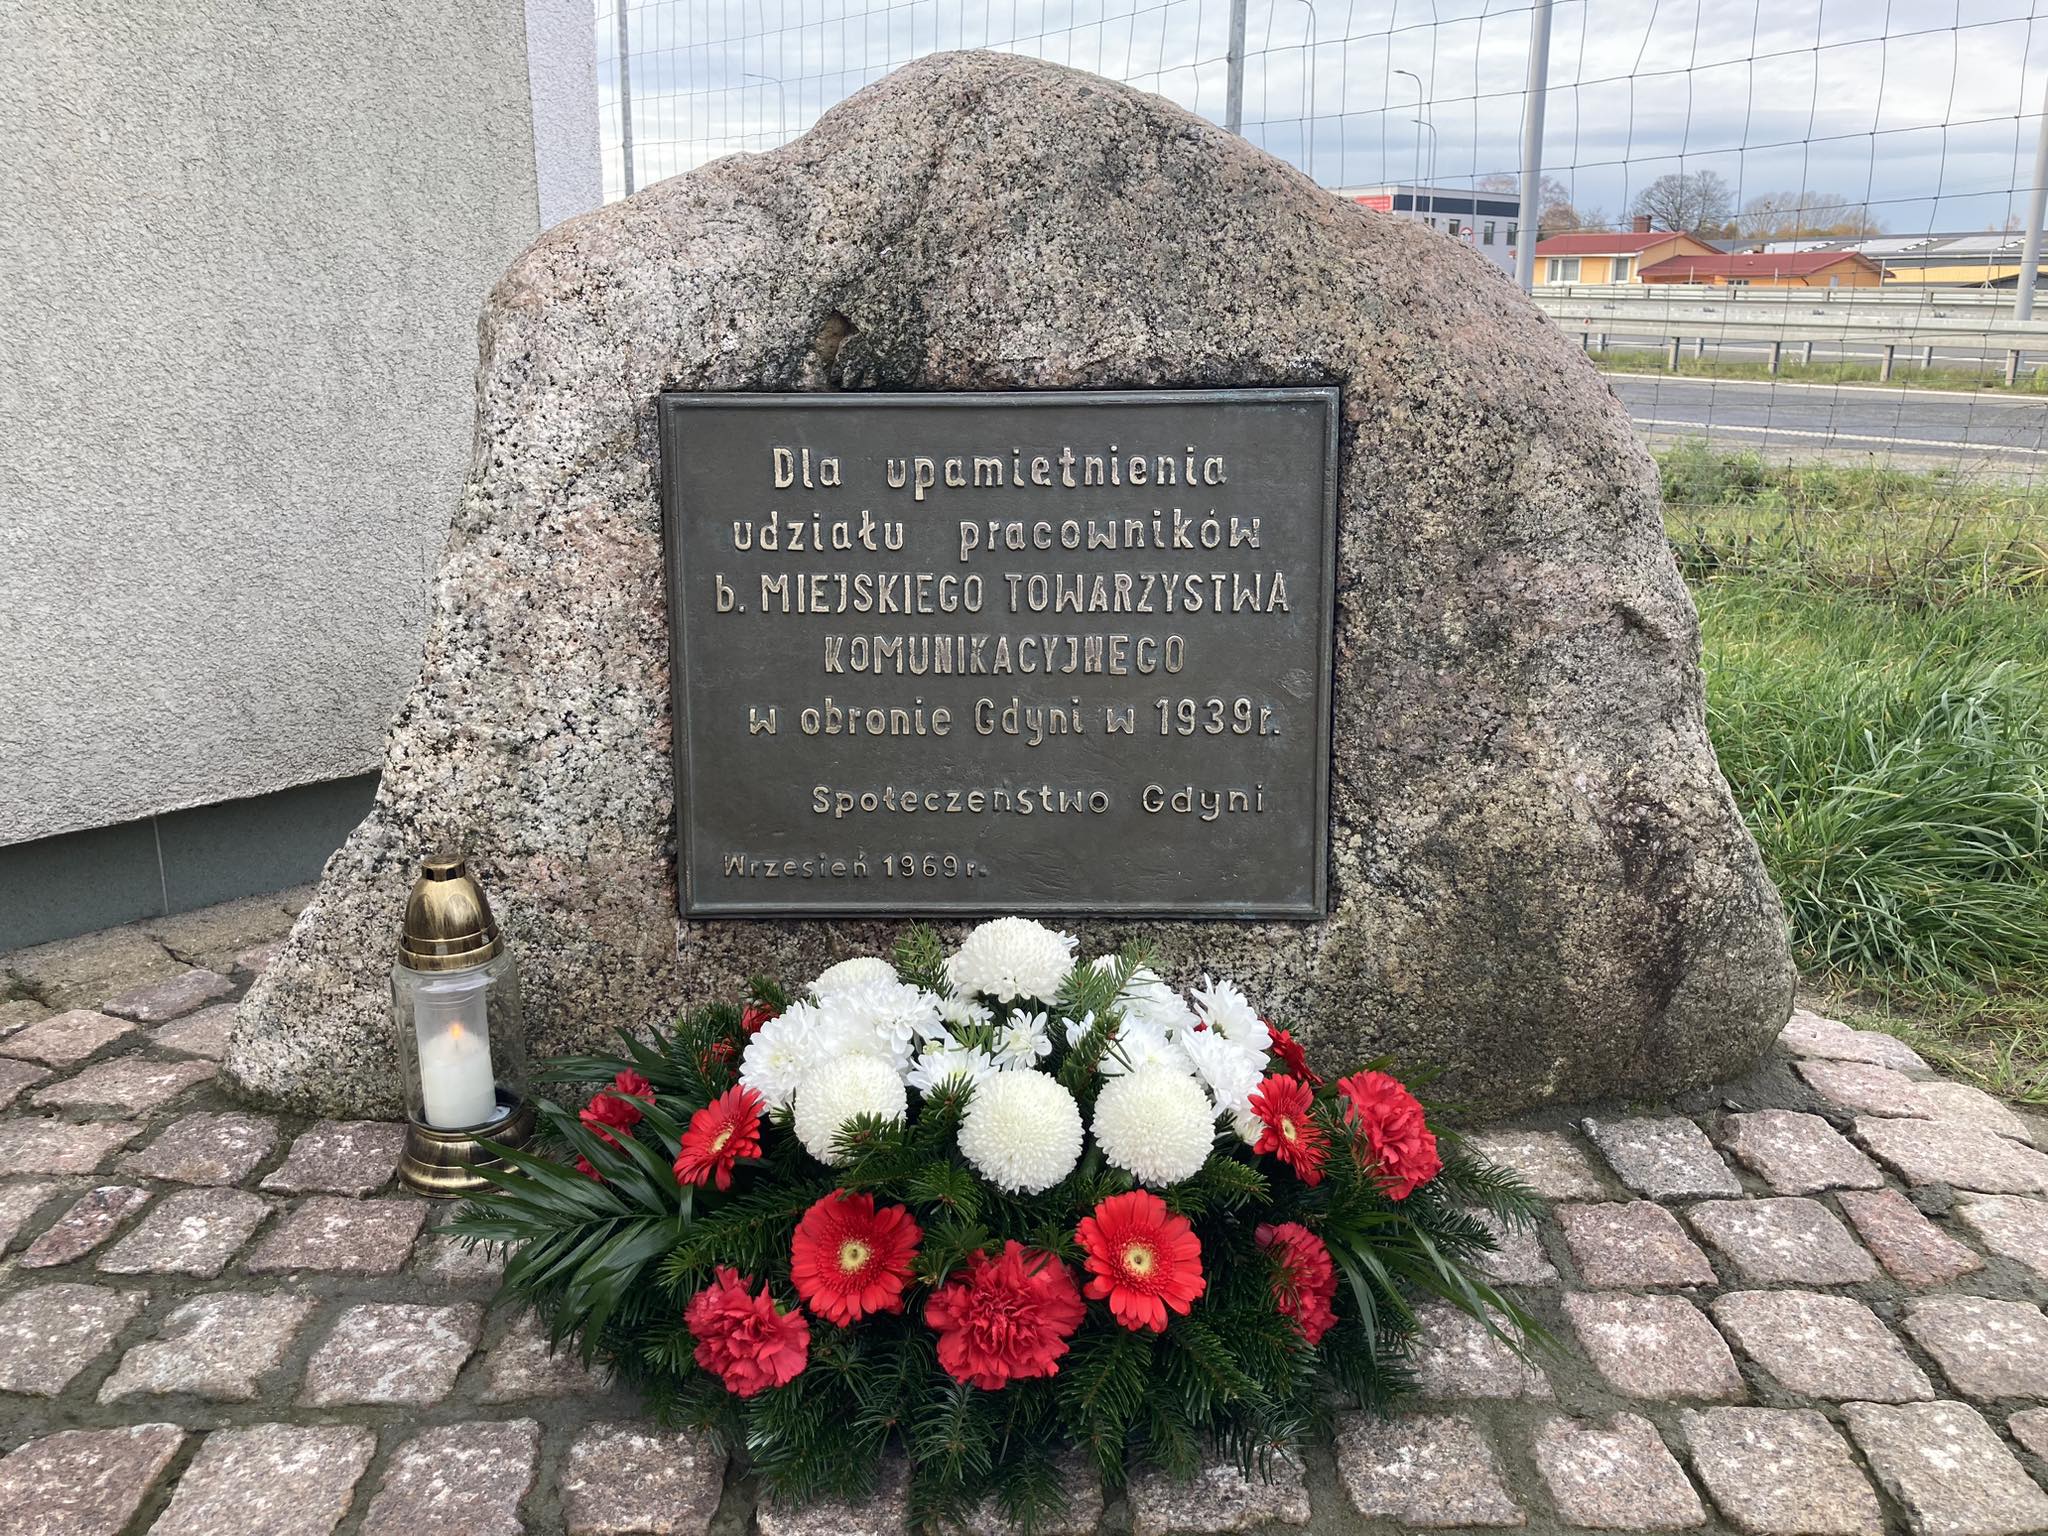 Dla upamiętnienia
udziału pracowników
b. MIEJSKIEGO TOWARZYSTWA
KOMUNIKACYJNEGO
w obronie Gdyni w 1939r.
Społeczeństwo Gdyni
Wrzesień 1969r.